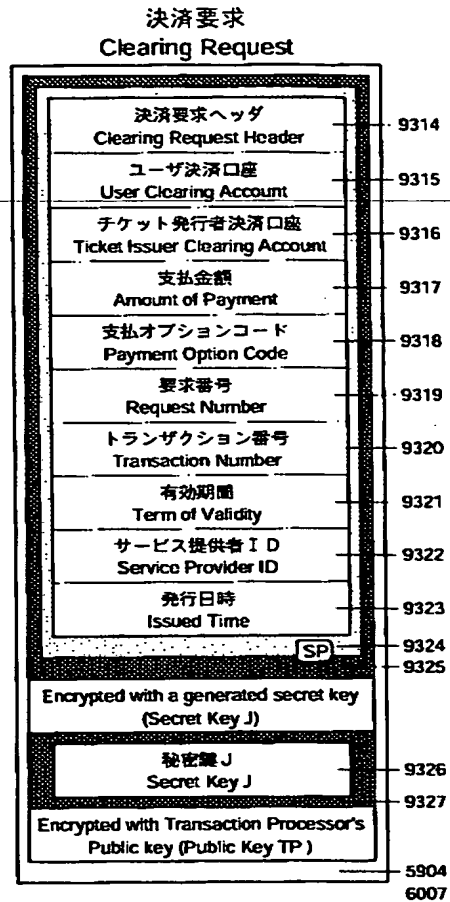 決済要求
Clearing Request
決済要求ヘッダ
Clearing Request Header
9314
ユーザ決済口座
User Clearing Account
9315
チケット発行者決済口座
Ticket Issuer Clearing Account
9316
支払金額
Amount of Payment
9317
支払オプションコード
Payment Option Code
9318
要求番号
Request Number
9319
トランザクション番号
Transaction Number
9320
有効期間
Term of Validity
9321
サービス提供者ID
Service Provider ID
9322
発行日時
Issued Time
9323
SP
9324
9325
Encrypted with a generated secret key
(Secret Key J)
秘密鍵J
Secret Key J
9326
9327
Encrypted with Transaction Processor's
Public key (Public Key TP )
5904
6007